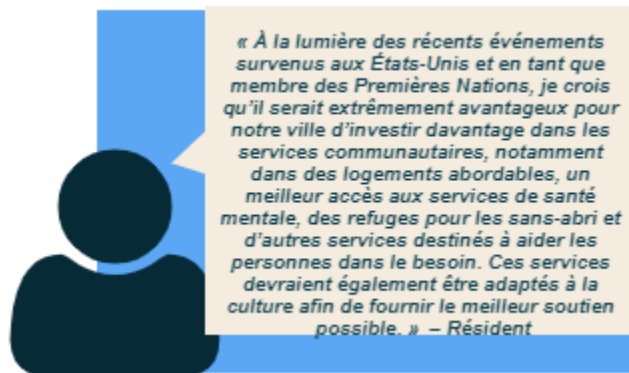 « À la lumière des récents événements
survenus aux États-Unis et en tant que
membre des Premières Nations, je crois
qu'il serait extrêmement avantageux pour
notre ville d'investir davantage dans les
services communautaires, notamment
dans des logements abordables, un
meilleur accès aux services de santé
mentale, des refuges pour les sans-abri et
d'autres services destinés à aider les
personnes dans le besoin. Ces services
devraient également être adaptés à la
culture afin de fournir le meilleur soutien
possible. » – Résident